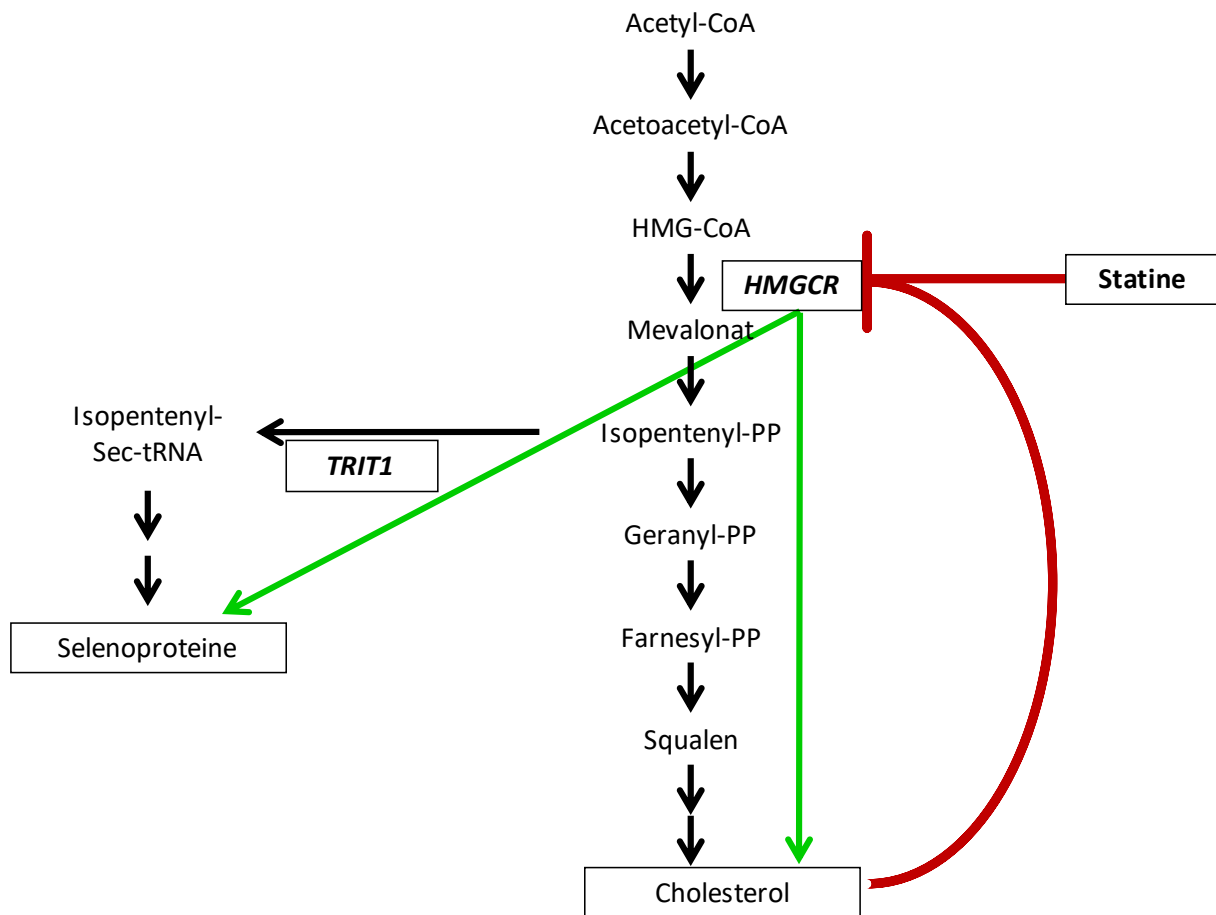 Acetyl-CoA
Acetoacetyl-CoA
HMG-CoA
HMGCR
Statine
Mevalonat
Isopentenyl-
Sec-tRNA
TRIT1
Isopentenyl-PP
Geranyl-PP
Selenoproteine
Farnesyl-PP
Squalen
Cholesterol